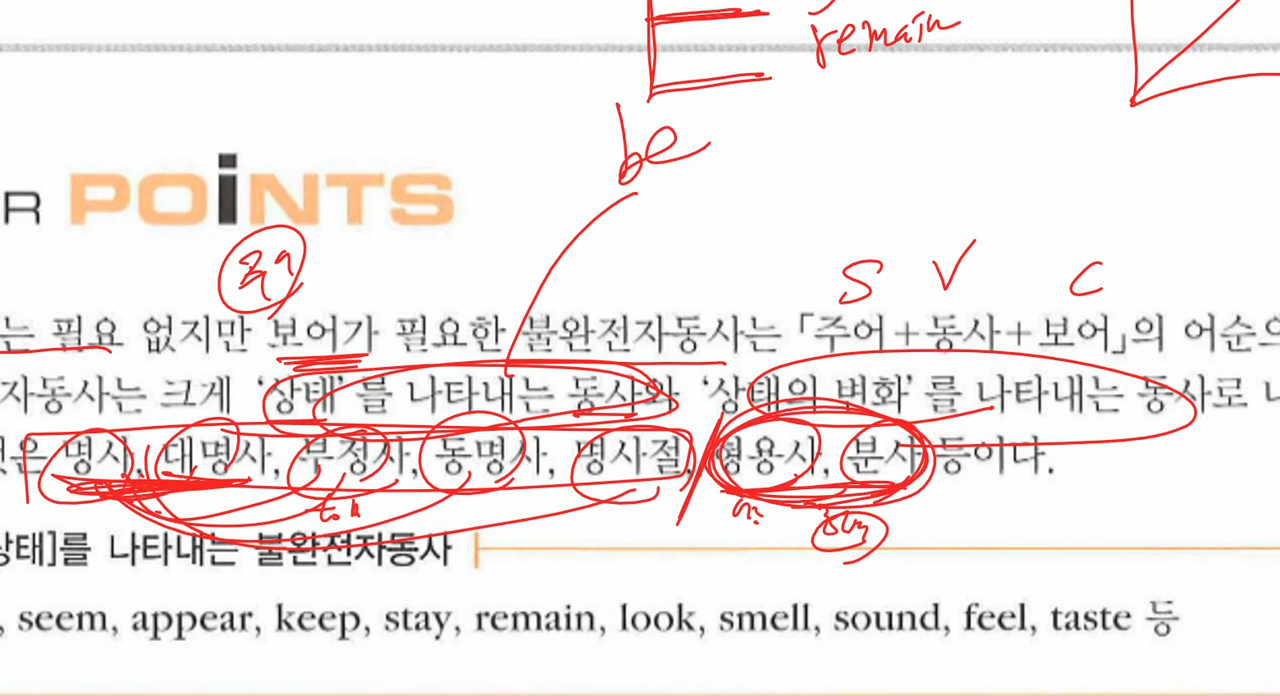 remain
be
R POiNTS
S V C
는 필요 없지만 보어가 필요한 불완전자동사는 「주어+동사+보어」의 어순으
자동사는 크게 '상태'를 나타내는 동사와 '상태의 변화'를 나타내는 동사로 나
것은 명사, 대명사, 부정사, 동명사, 명사절, 형용사, 분사 등이다.
상태]를 나타내는 불완전자동사
, seem, appear, keep, stay, remain, look, smell, sound, feel, taste 등